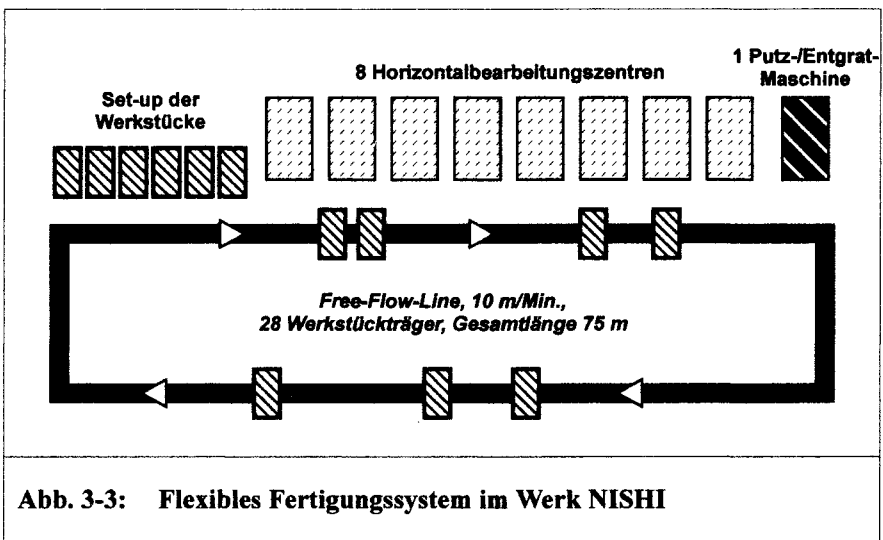 8 Horizontalbearbeitungszentren
1 Putz-/Entgrat-
Maschine
Set-up der
Werkstücke
Free-Flow-Line, 10 m/Min.,
28 Werkstückträger, Gesamtlänge 75 m
Abb. 3-3: Flexibles Fertigungssystem im Werk NISHI